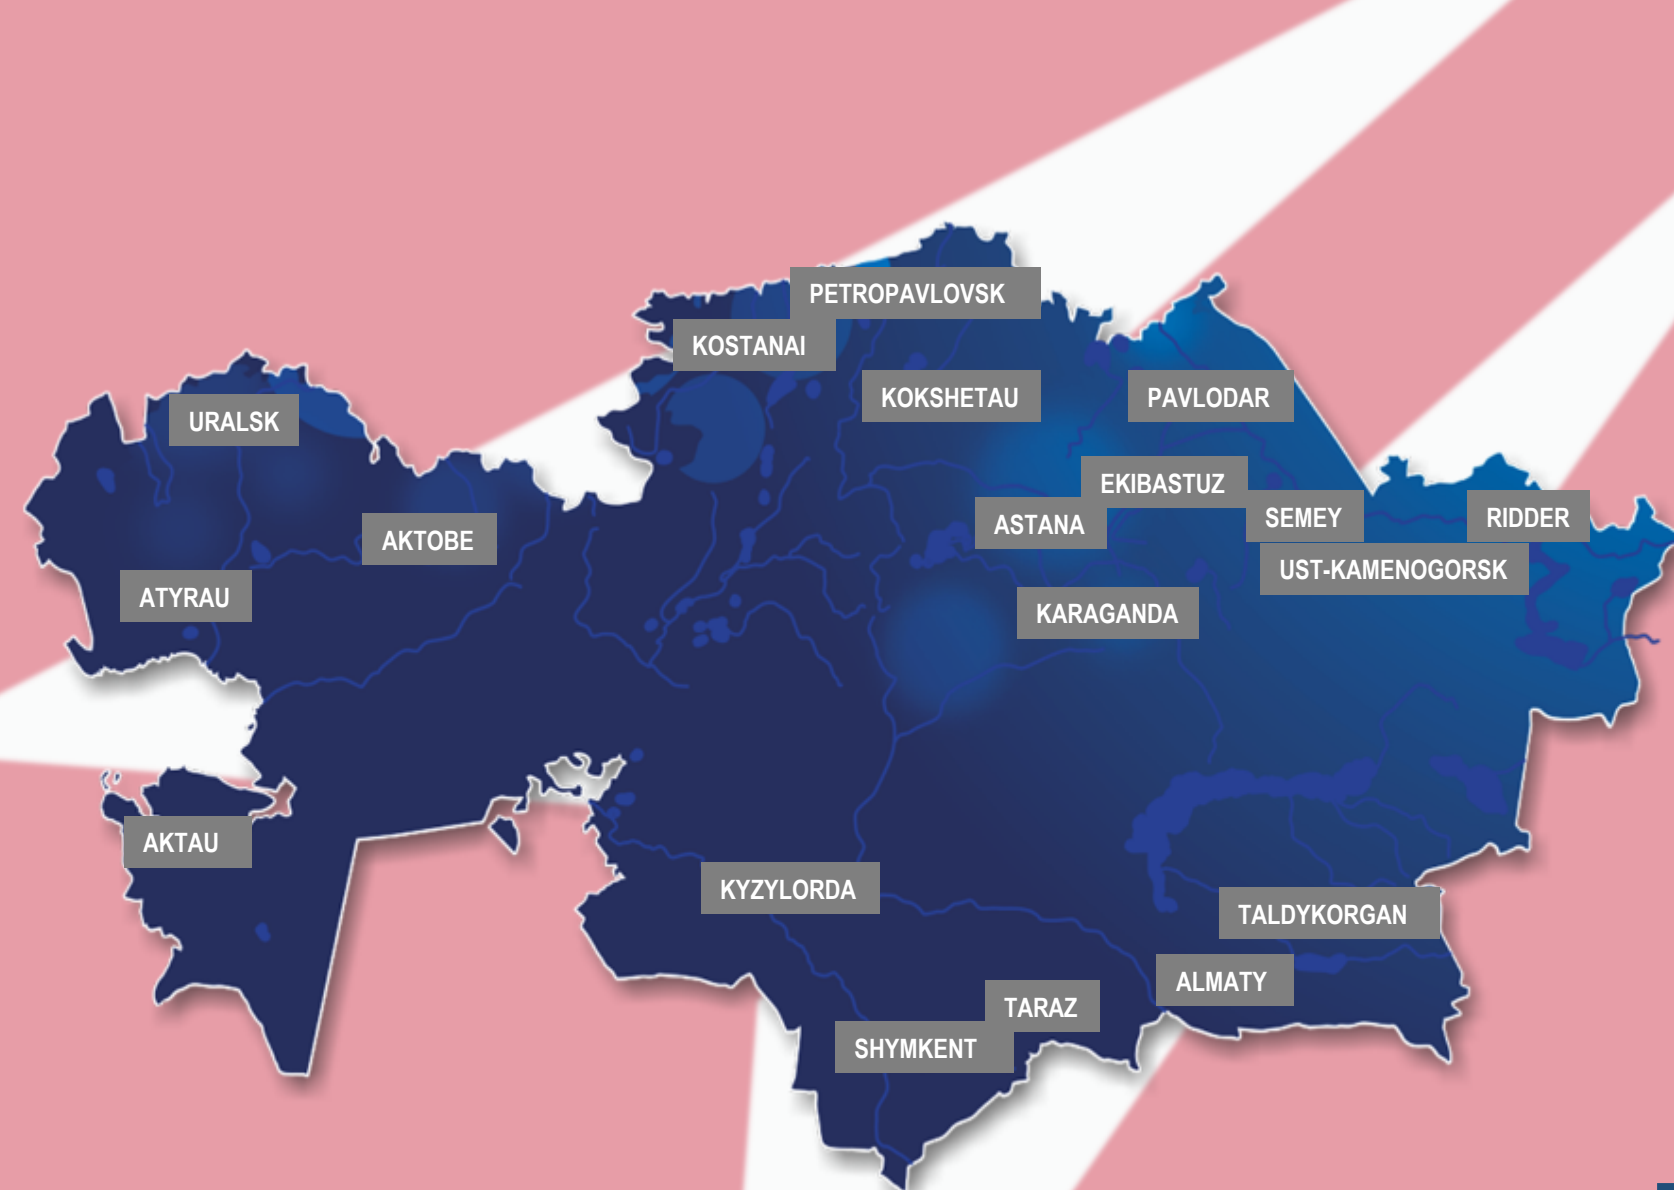 PETROPAVLOVSK
KOSTANAI
KOKSHETAU
PAVLODAR
URALSK
EKIBASTUZ
ASTANA
SEMEY
RIDDER
AKTOBE
UST-KAMENOGORSK
ATYRAU
KARAGANDA
AKTAU
KYZYLORDA
TALDYKORGAN
ALMATY
TARAZ
SHYMKENT